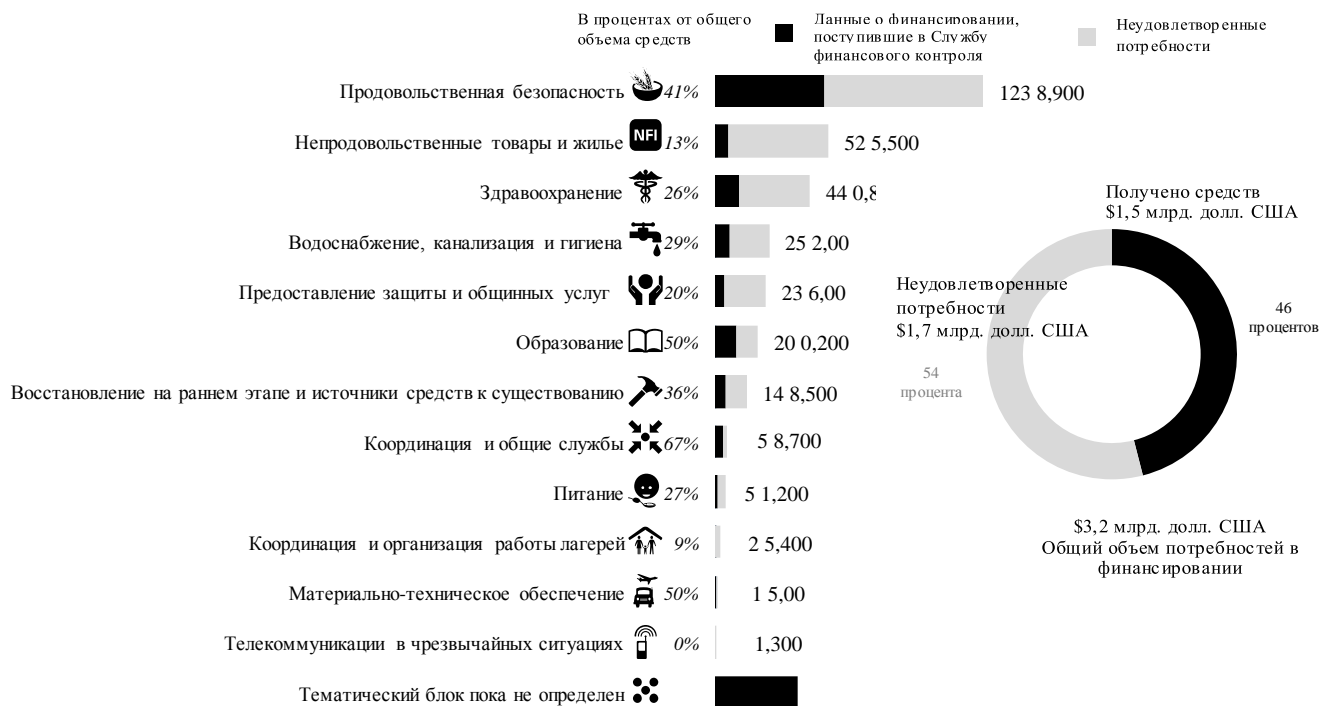 В процентах от общего
объема средств
Данные о финансировании,
поступившие в Службу
финансового контроля
Неудовлетворенные
потребности
Продовольственная безопасность 41% 123 8,900
Непродовольственные товары и жилье NFI 13% 52 5,500
Здравоохранение 26% 44 0,8
Водоснабжение, канализация и гигиена 29% 25 2,00
Предоставление защиты и общинных услуг 20% 23 6,00
Образование 50% 20 0,200
Восстановление на раннем этапе и источники средств к существованию 36% 14 8,500
Координация и общие службы 67% 5 8,700
Питание 27% 5 1,200
Координация и организация работы лагерей 9% 2 5,400
Материально-техническое обеспечение 50% 1 5,00
Телекоммуникации в чрезвычайных ситуациях 0% 1,300
Тематический блок пока не определен
Получено средств
$1,5 млрд. долл. США
Неудовлетворенные
потребности
$1,7 млрд. долл. США
46
процентов
54
процента
$3,2 млрд. долл. США
Общий объем потребностей в
финансировании